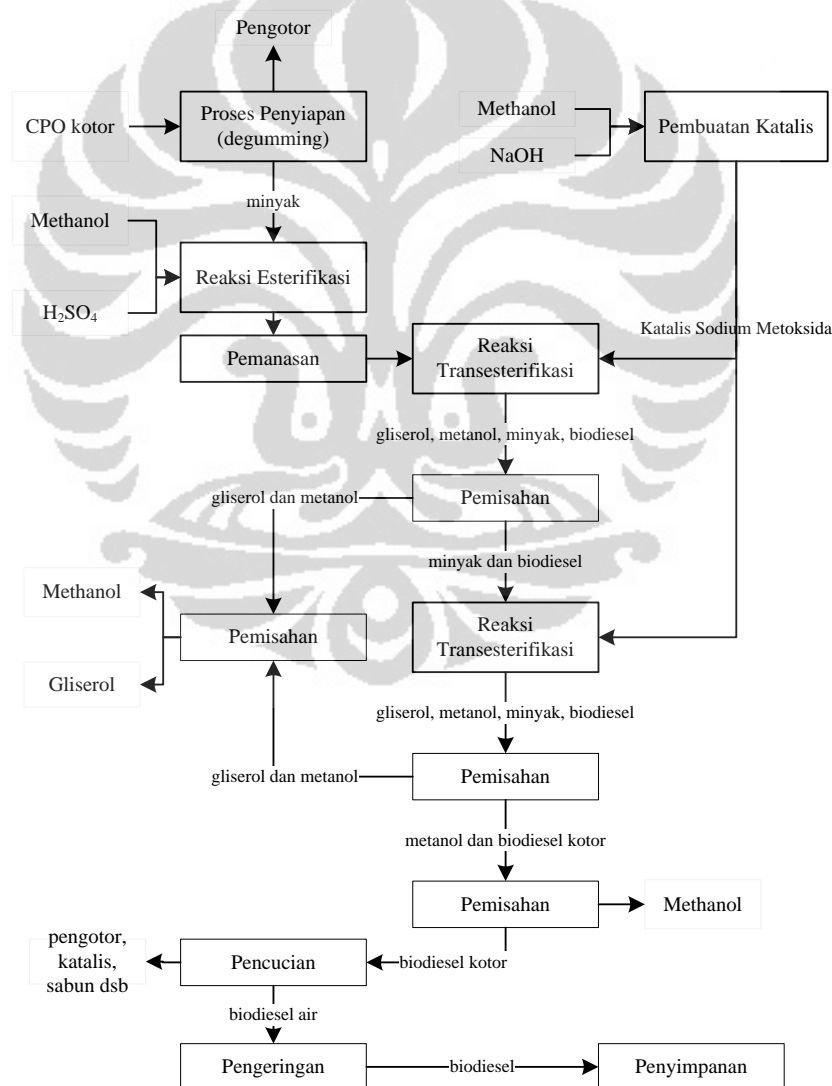 Pengotor
CPO kotor
Proses Penyiapan
(degumming)
Methanol
NaOH
Pembuatan Katalis
minyak
Methanol
H₂SO₄
Reaksi Esterifikasi
Katalis Sodium Metoksida
Pemanasan
Reaksi
Transesterifikasi
gliserol, metanol, minyak, biodiesel
gliserol dan metanol
Pemisahan
minyak dan biodiesel
Methanol
Gliserol
Pemisahan
Reaksi
Transesterifikasi
gliserol, metanol, minyak, biodiesel
gliserol dan metanol
Pemisahan
metanol dan biodiesel kotor
Pemisahan
Methanol
pengotor,
katalis,
sabun dsb
Pencucian
biodiesel kotor
biodiesel air
Pengeringan
biodiesel
Penyimpanan